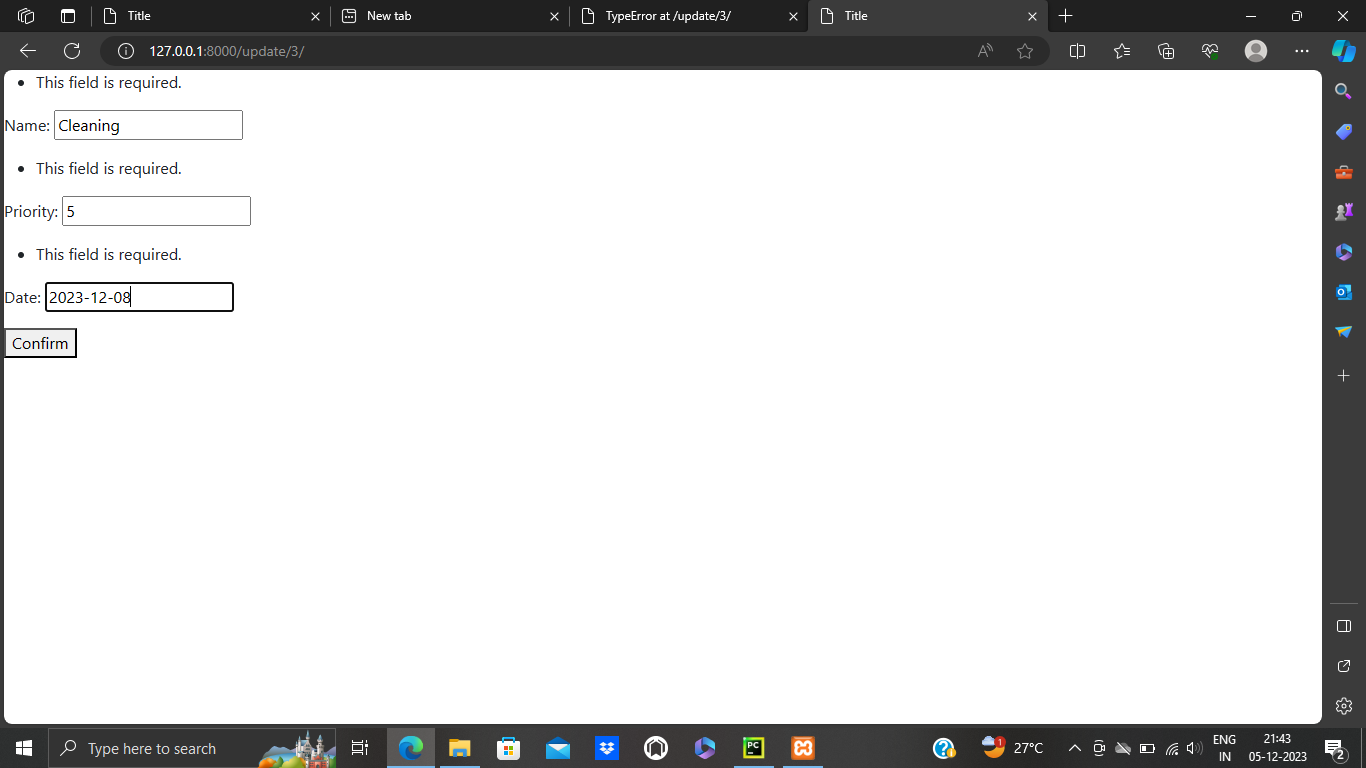 Title
New tab
TypeError at /update/3/
Title
127.0.0.1:8000/update/3/
This field is required.
Name: Cleaning
This field is required.
Priority: 5
This field is required.
Date: 2023-12-08
Confirm
Type here to search
PC
1
27°C
ENG
IN
21:43
05-12-2023
2